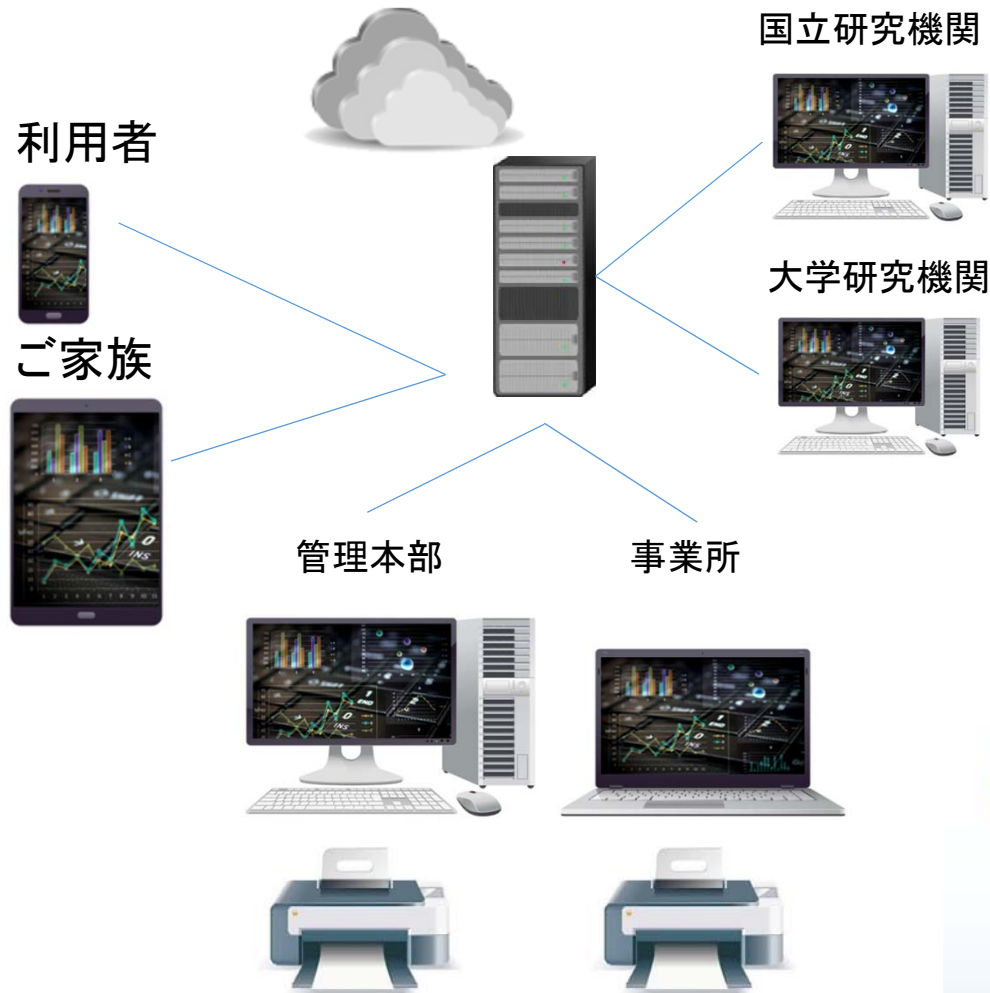 国立研究機関
利用者
大学研究機関
ご家族
管理本部
事業所